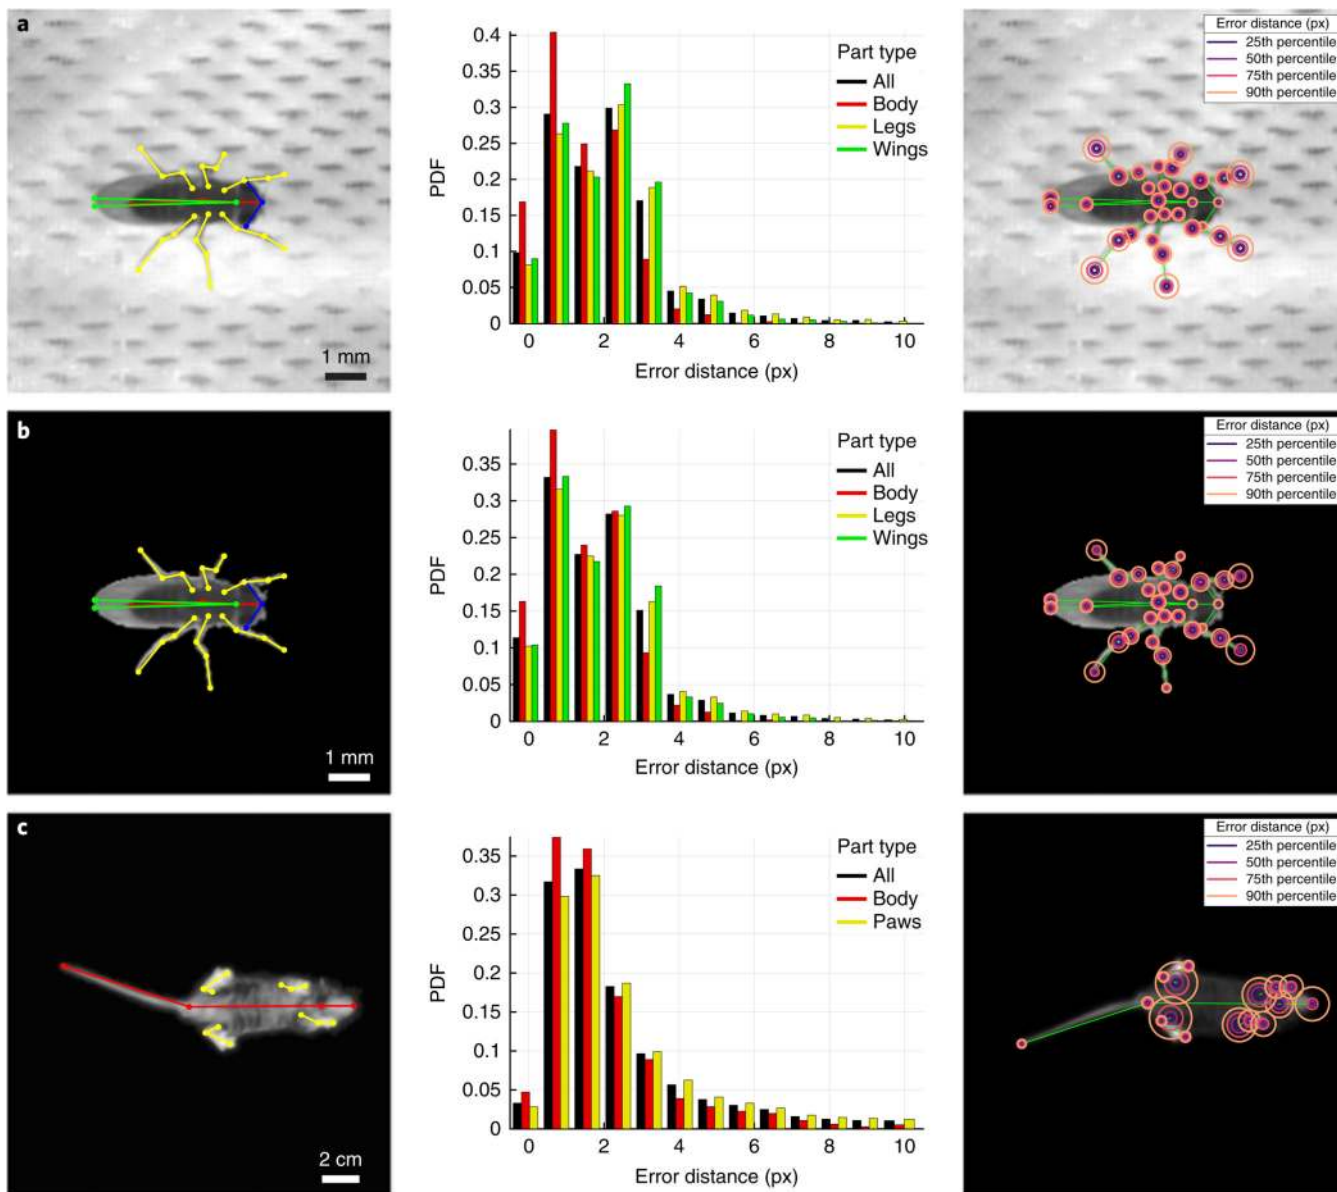 a
1 mm
PDF
0.4
0.35
0.3
0.25
0.2
0.15
0.1
0.05
0
0 2 4 6 8 10
Error distance (px)
Part type
All
Body
Legs
Wings
Error distance (px)
25th percentile
50th percentile
75th percentile
90th percentile
b
1 mm
PDF
0.35
0.3
0.25
0.2
0.15
0.1
0.05
0
0 2 4 6 8 10
Error distance (px)
Part type
All
Body
Legs
Wings
Error distance (px)
25th percentile
50th percentile
75th percentile
90th percentile
c
2 cm
PDF
0.35
0.3
0.25
0.2
0.15
0.1
0.05
0
0 2 4 6 8 10
Error distance (px)
Part type
All
Body
Paws
Error distance (px)
25th percentile
50th percentile
75th percentile
90th percentile